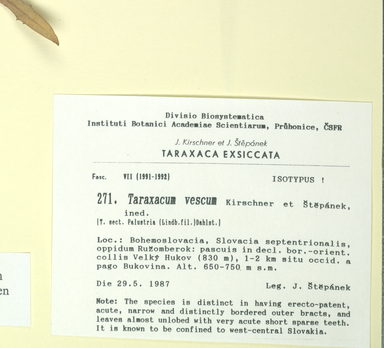 Divisio Biosystematica
Instituti Botanici Academiae Scientiarum, Průhonice, ČSFR
J. Kirschner et J. Štěpánek
TARAXACA EXSICCATA
Fasc. VII (1991-1992) ISOTYPUS !
271. Taraxacum vescum Kirschner et Štěpánek,
ined.
(T. sect. Palustria (Lindb.fil.)Dahlst.)
Loc.: Bohemoslovacia, Slovacia septentrionalis,
oppidum Ružomberok: pascuis in decl. bor.-orient.
collis Velký Hukov (830 m), 1-2 km situ occid. a
pago Bukovina. Alt. 650-750 m s.m.
Die 29.5. 1987 Leg. J. Štěpánek
Note: The species is distinct in having erecto-patent,
acute, narrow and distinctly bordered outer bracts, and
leaves almost unlobed with very acute short sparse teeth.
It is known to be confined to west-central Slovakia.
en